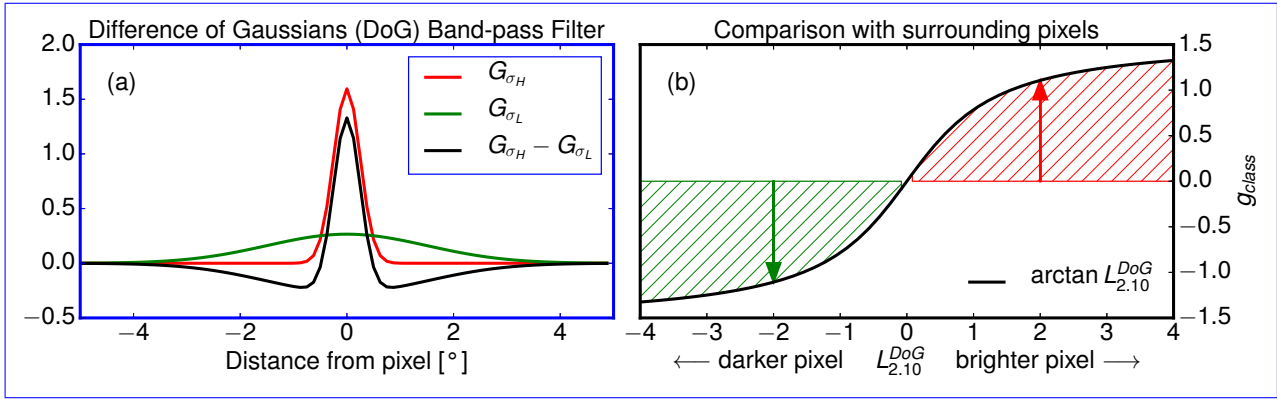 Difference of Gaussians (DoG) Band-pass Filter
(a)
2.0
1.5
1.0
0.5
0.0
−0.5
G_{σ_H}
G_{σ_L}
G_{σ_H} − G_{σ_L}
−4 −2 0 2 4
Distance from pixel [°]
Comparison with surrounding pixels
(b)
1.5
1.0
0.5
0.0
−0.5
−1.0
−1.5
g_{class}
arctan L_{2.10}^{DoG}
−4 −3 −2 −1 0 1 2 3 4
⟵ darker pixel L_{2.10}^{DoG} brighter pixel ⟶